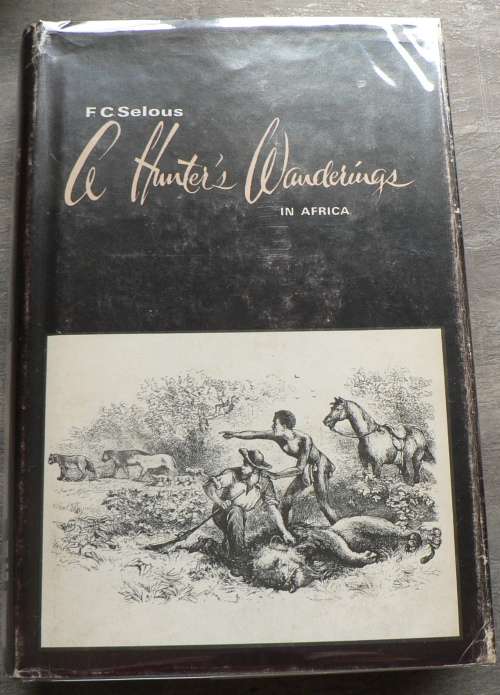 F C Selous
A Hunter's Wanderings
IN AFRICA